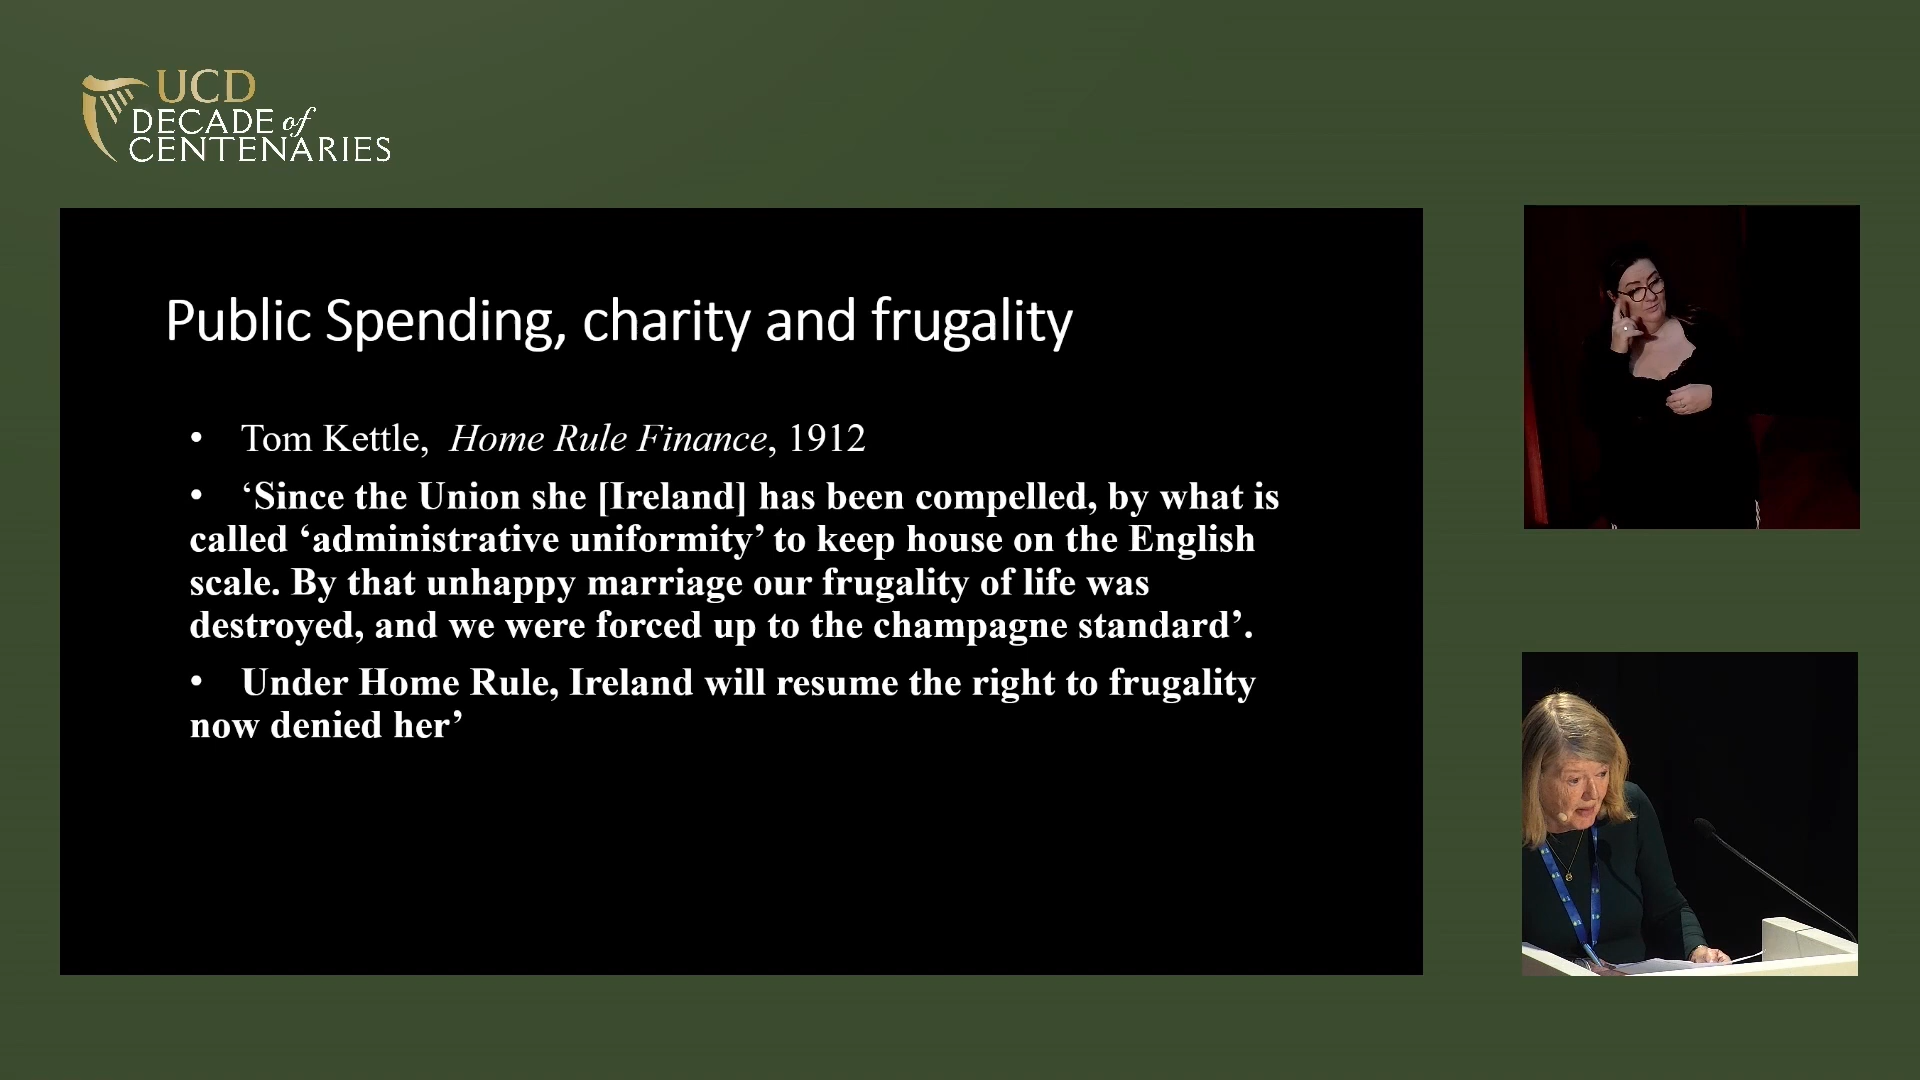 UCD
DECADE of
CENTENARIES
Public Spending, charity and frugality
• Tom Kettle, Home Rule Finance, 1912
• ‘Since the Union she [Ireland] has been compelled, by what is
called ‘administrative uniformity’ to keep house on the English
scale. By that unhappy marriage our frugality of life was
destroyed, and we were forced up to the champagne standard’.
• Under Home Rule, Ireland will resume the right to frugality
now denied her’